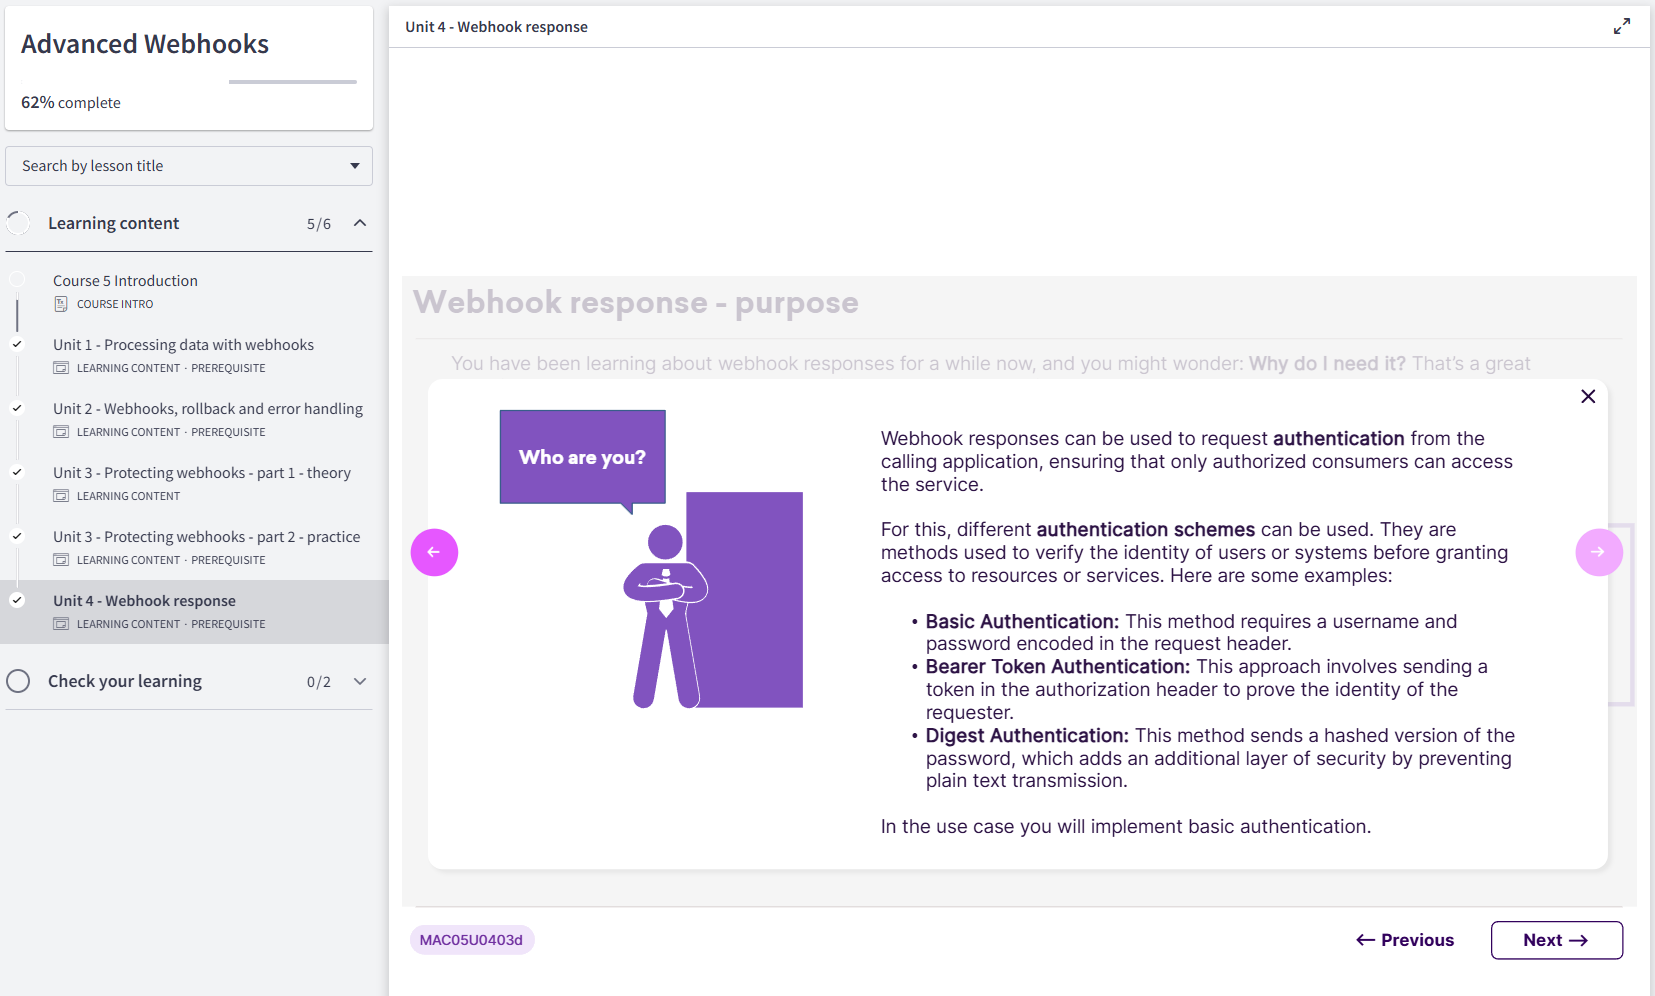 Advanced Webhooks
62% complete
Search by lesson title
Learning content 5/6
Course 5 Introduction
COURSE INTRO
Unit 1 - Processing data with webhooks
LEARNING CONTENT · PREREQUISITE
Unit 2 - Webhooks, rollback and error handling
LEARNING CONTENT · PREREQUISITE
Unit 3 - Protecting webhooks - part 1 - theory
LEARNING CONTENT
Unit 3 - Protecting webhooks - part 2 - practice
LEARNING CONTENT · PREREQUISITE
Unit 4 - Webhook response
LEARNING CONTENT · PREREQUISITE
Check your learning 0/2
Unit 4 - Webhook response
Webhook response - purpose
You have been learning about webhook responses for a while now, and you might wonder: Why do I need it? That's a great
Who are you?
Webhook responses can be used to request authentication from the
calling application, ensuring that only authorized consumers can access
the service.
For this, different authentication schemes can be used. They are
methods used to verify the identity of users or systems before granting
access to resources or services. Here are some examples:
• Basic Authentication: This method requires a username and
password encoded in the request header.
• Bearer Token Authentication: This approach involves sending a
token in the authorization header to prove the identity of the
requester.
• Digest Authentication: This method sends a hashed version of the
password, which adds an additional layer of security by preventing
plain text transmission.
In the use case you will implement basic authentication.
MAC05U0403d
← Previous
Next →